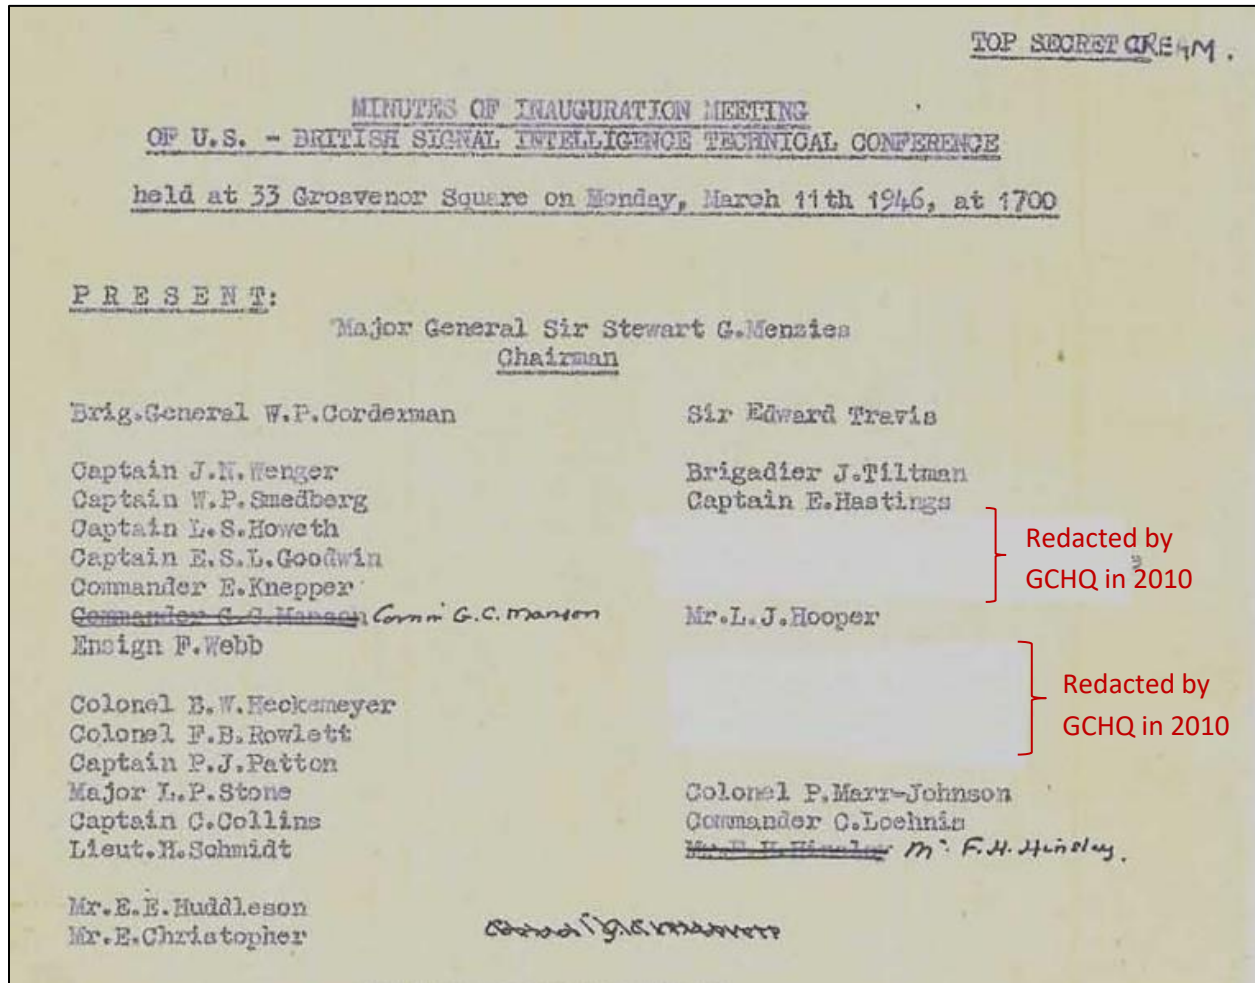 TOP SECRET CREAM.
MINUTES OF INAUGURATION MEETING
OF U.S. - BRITISH SIGNAL INTELLIGENCE TECHNICAL CONFERENCE
held at 33 Grosvenor Square on Monday, March 11th 1946, at 1700
PRESENT:
Major General Sir Stewart G.Menzies
Chairman
Brig.General W.P.Corderman
Captain J.N.Wenger
Captain W.P.Smedberg
Captain L.S.Howeth
Captain E.S.L.Goodwin
Commander E.Knepper
Commander G.C.Manson Comm. G.C. Manson
Ensign F.Webb
Colonel B.W.Heckemeyer
Colonel F.B.Rowlett
Captain P.J.Patton
Major L.P.Stone
Captain C.Collins
Lieut.H.Schmidt
Mr.E.E.Huddleson
Mr.E.Christopher
Sir Edward Travis
Brigadier J.Tiltman
Captain E.Hastings
Redacted by
GCHQ in 2010
Mr.L.J.Hooper
Redacted by
GCHQ in 2010
Colonel P.Marr-Johnson
Commander C.Loehnis
Mr. F.H. Hinsley.